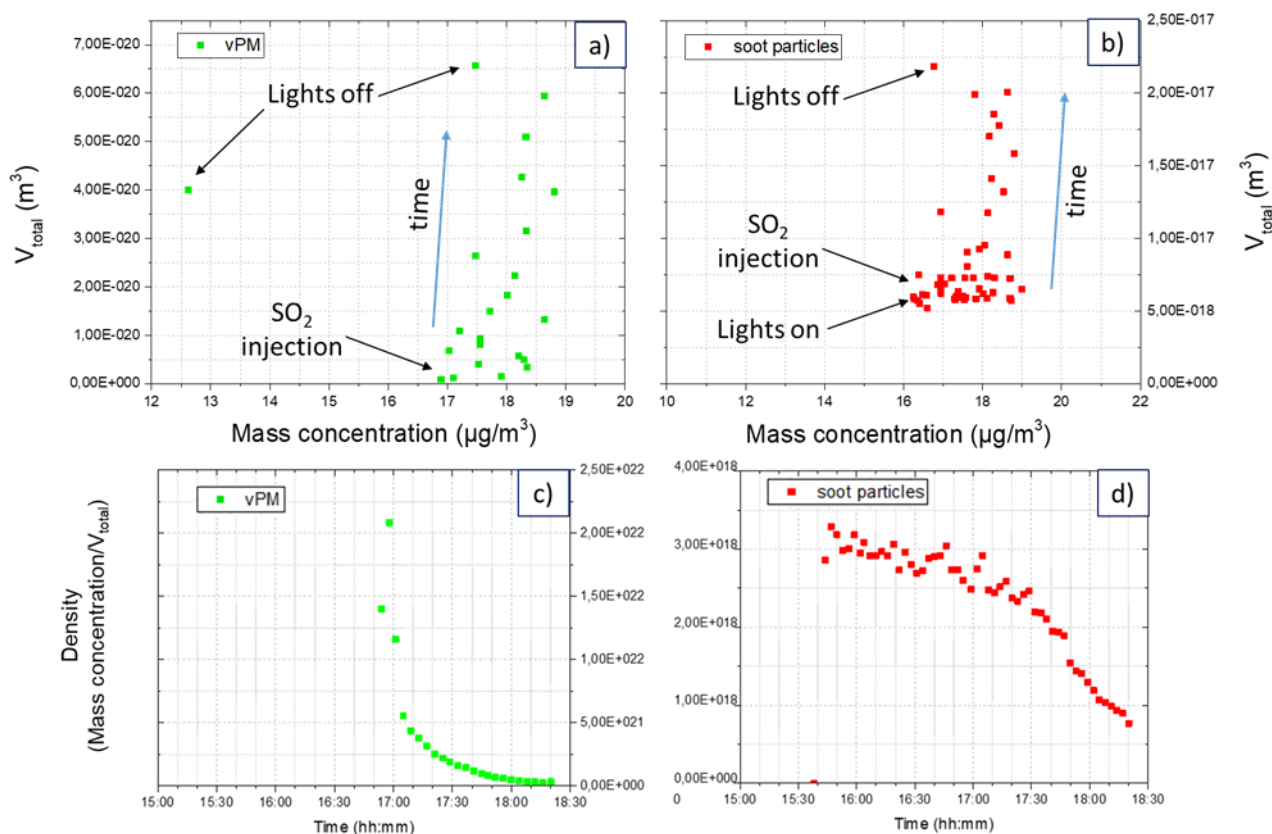 vPM
a)
7,00E-020
6,00E-020
5,00E-020
4,00E-020
3,00E-020
2,00E-020
1,00E-020
0,00E+000
V_total (m³)
Lights off
time
SO₂
injection
12 13 14 15 16 17 18 19 20
Mass concentration (µg/m³)
soot particles
b)
2,50E-017
2,00E-017
1,50E-017
1,00E-017
5,00E-018
0,00E+000
V_total (m³)
Lights off
time
SO₂
injection
Lights on
10 12 14 16 18 20 22
Mass concentration (µg/m³)
vPM
c)
2,50E+022
2,00E+022
1,50E+022
1,00E+022
5,00E+021
0,00E+000
Density
(Mass concentration/V_total)
15:00 15:30 16:00 16:30 17:00 17:30 18:00 18:30
Time (hh:mm)
soot particles
d)
4,00E+018
3,00E+018
2,00E+018
1,00E+018
0,00E+000
0 15:00 15:30 16:00 16:30 17:00 17:30 18:00 18:30
Time (hh:mm)